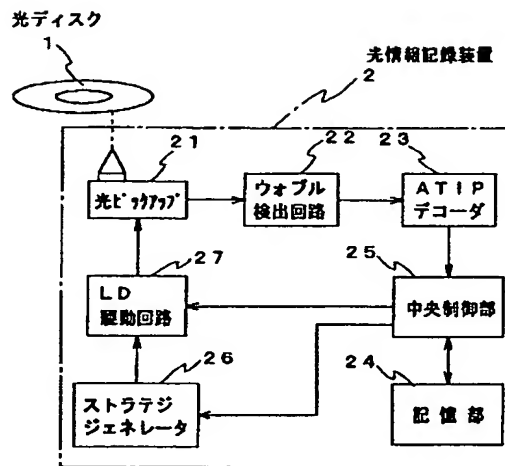 光ディスク
1
光情報記録装置
2
21
22
23
光ピックアップ
ウォブル
検出回路
ATIP
デコーダ
27
25
LD
駆動回路
中央制御部
26
24
ストラテジ
ジェネレータ
記憶部